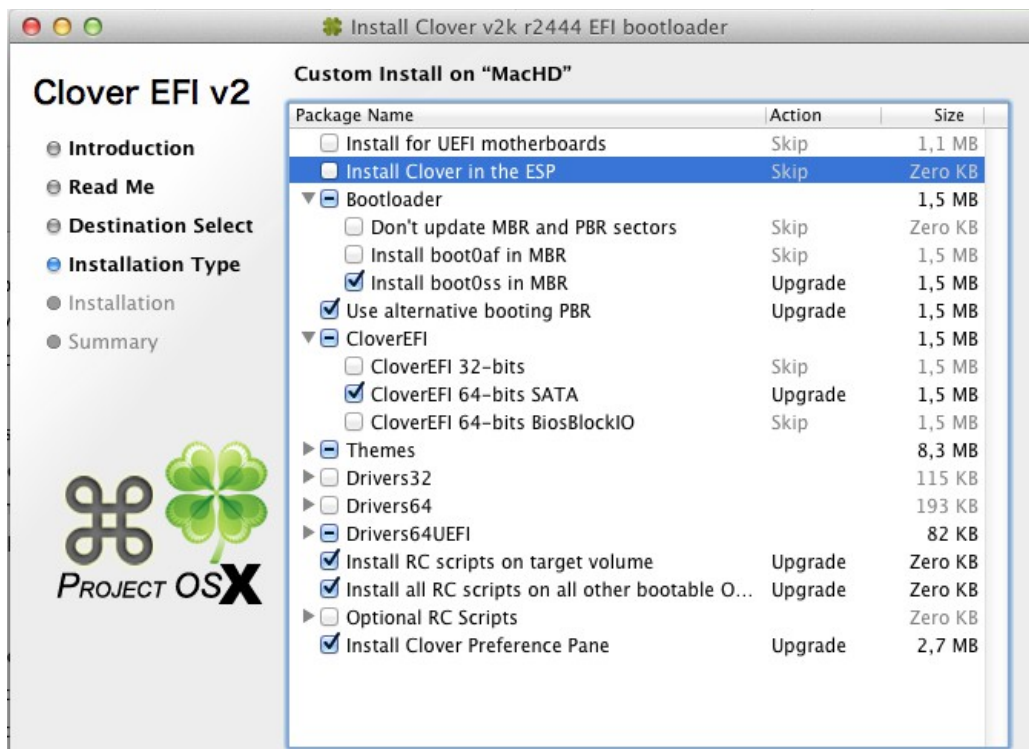 Install Clover v2k r2444 EFI bootloader
Clover EFI v2
Introduction
Read Me
Destination Select
Installation Type
Installation
Summary
PROJECT OSX
Custom Install on “MacHD”
Package Name Action Size
Install for UEFI motherboards Skip 1,1 MB
Install Clover in the ESP Skip Zero KB
Bootloader 1,5 MB
Don't update MBR and PBR sectors Skip Zero KB
Install boot0af in MBR Skip 1,5 MB
Install boot0ss in MBR Upgrade 1,5 MB
Use alternative booting PBR Upgrade 1,5 MB
CloverEFI 1,5 MB
CloverEFI 32-bits Skip 1,5 MB
CloverEFI 64-bits SATA Upgrade 1,5 MB
CloverEFI 64-bits BiosBlockIO Skip 1,5 MB
Themes 8,3 MB
Drivers32 115 KB
Drivers64 193 KB
Drivers64UEFI 82 KB
Install RC scripts on target volume Upgrade Zero KB
Install all RC scripts on all other bootable O... Upgrade Zero KB
Optional RC Scripts Zero KB
Install Clover Preference Pane Upgrade 2,7 MB